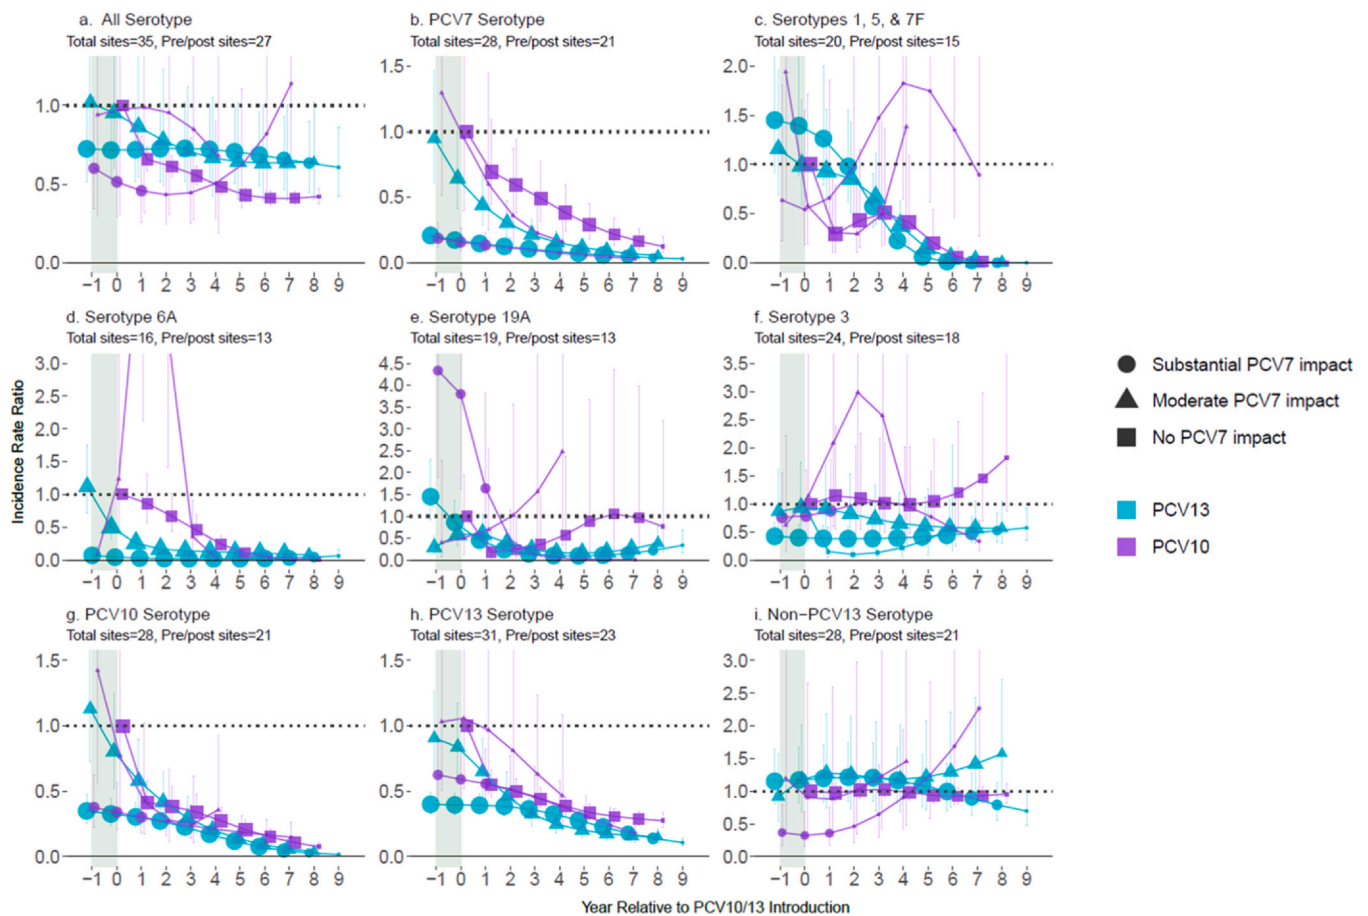 a. All Serotype
Total sites=35, Pre/post sites=27
1.0
0.5
0.0
−1 0 1 2 3 4 5 6 7 8 9
b. PCV7 Serotype
Total sites=28, Pre/post sites=21
1.5
1.0
0.5
0.0
−1 0 1 2 3 4 5 6 7 8 9
c. Serotypes 1, 5, & 7F
Total sites=20, Pre/post sites=15
2.0
1.5
1.0
0.5
0.0
−1 0 1 2 3 4 5 6 7 8 9
Incidence Rate Ratio
d. Serotype 6A
Total sites=16, Pre/post sites=13
3.0
2.5
2.0
1.5
1.0
0.5
0.0
−1 0 1 2 3 4 5 6 7 8 9
e. Serotype 19A
Total sites=19, Pre/post sites=13
4.5
4.0
3.5
3.0
2.5
2.0
1.5
1.0
0.5
0.0
−1 0 1 2 3 4 5 6 7 8 9
f. Serotype 3
Total sites=24, Pre/post sites=18
3.5
3.0
2.5
2.0
1.5
1.0
0.5
0.0
−1 0 1 2 3 4 5 6 7 8 9
Substantial PCV7 impact
Moderate PCV7 impact
No PCV7 impact
PCV13
PCV10
g. PCV10 Serotype
Total sites=28, Pre/post sites=21
1.5
1.0
0.5
0.0
−1 0 1 2 3 4 5 6 7 8 9
h. PCV13 Serotype
Total sites=31, Pre/post sites=23
1.5
1.0
0.5
0.0
−1 0 1 2 3 4 5 6 7 8 9
i. Non−PCV13 Serotype
Total sites=28, Pre/post sites=21
3.0
2.5
2.0
1.5
1.0
0.5
0.0
−1 0 1 2 3 4 5 6 7 8 9
Year Relative to PCV10/13 Introduction